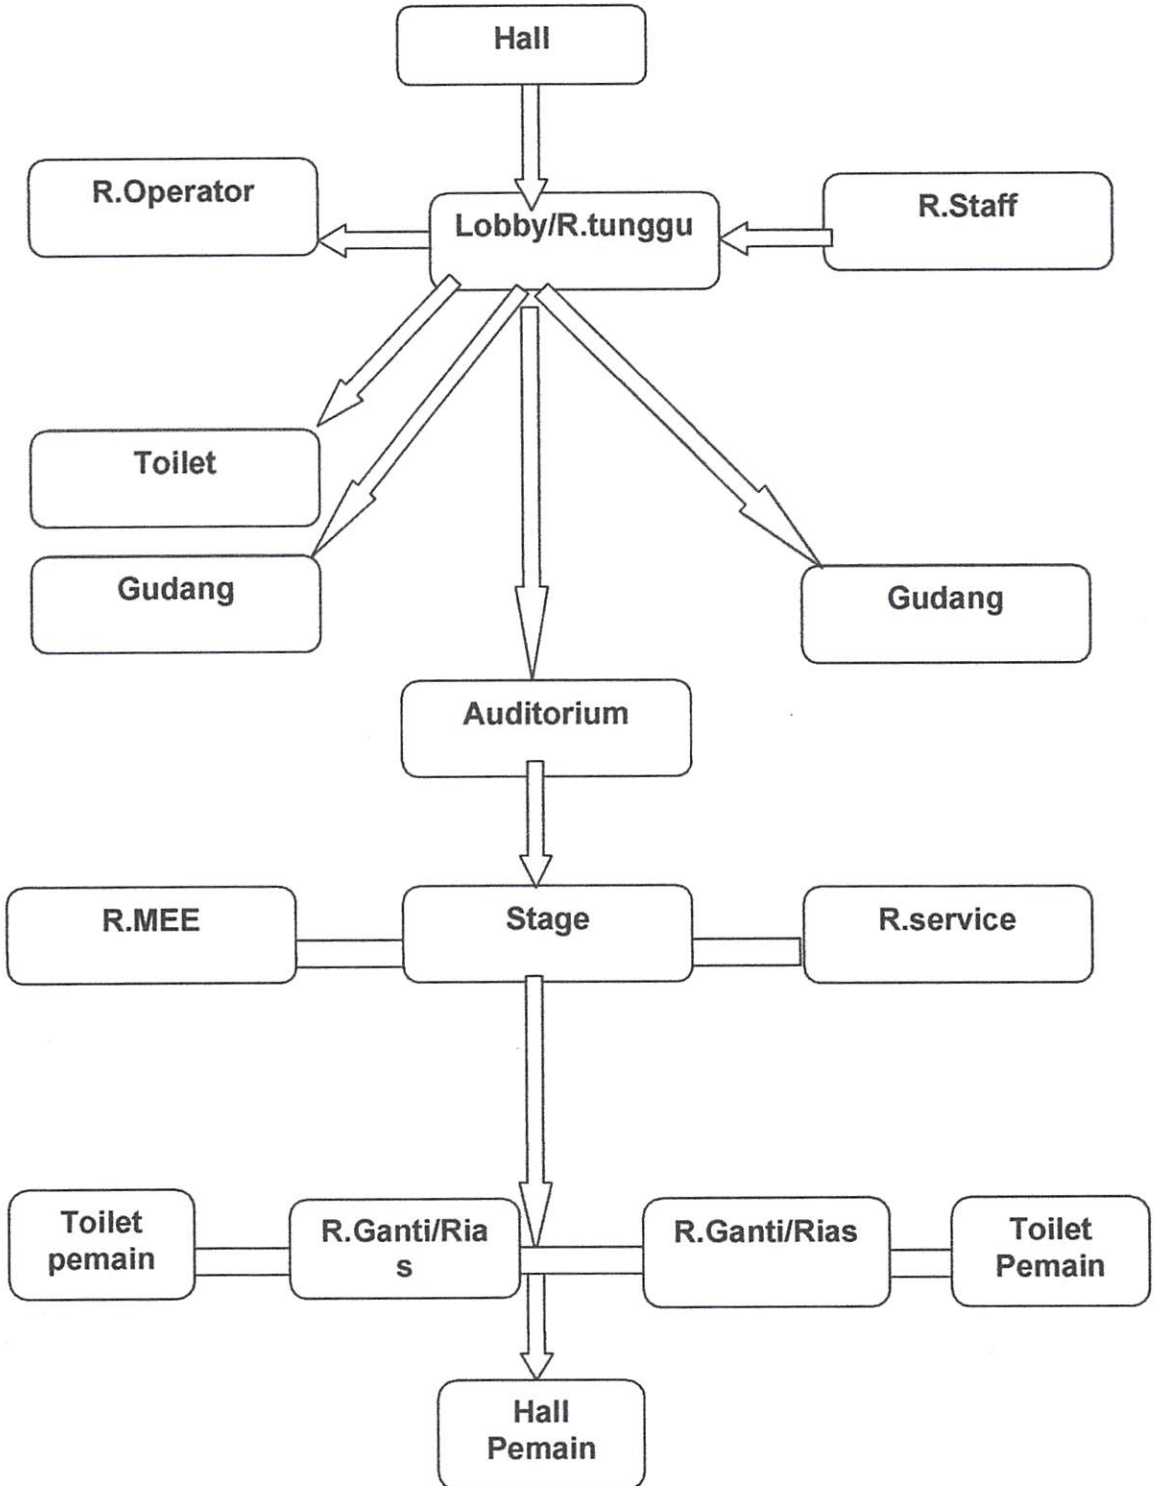 Hall
R.Operator
Lobby/R.tunggu
R.Staff
Toilet
Gudang
Gudang
Auditorium
R.MEE
Stage
R.service
Toilet
pemain
R.Ganti/Ria
s
R.Ganti/Rias
Toilet
Pemain
Hall
Pemain